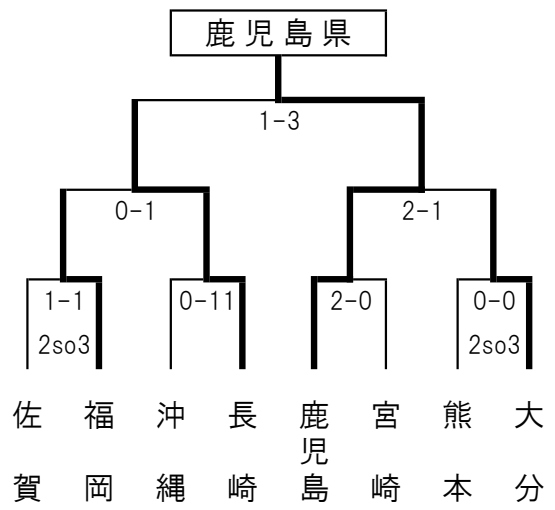 鹿児島県
1-3
0-1
2-1
1-1
0-11
2-0
0-0
2so3
2so3
佐賀
福岡
沖縄
長崎
鹿児島
宮崎
熊本
大分